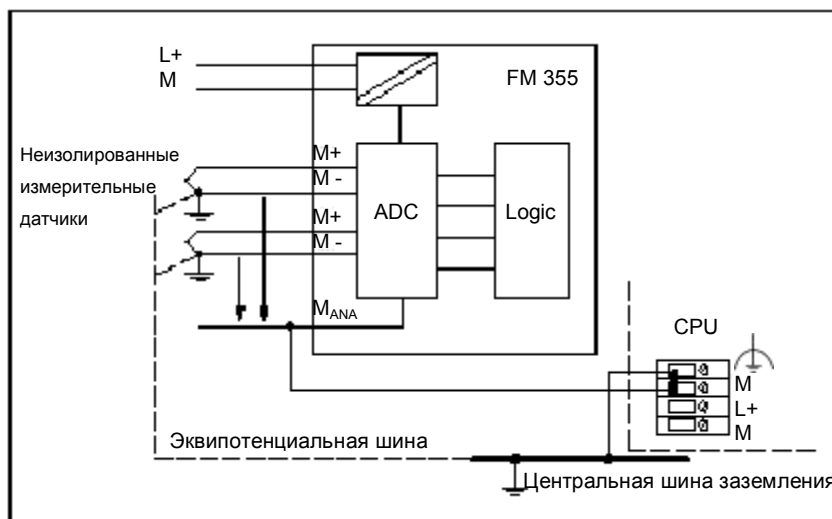 L+
M
FM 355
Неизолированные
измерительные
датчики
M+
M -
M+
M -
ADC
Logic
MANA
CPU
M
L+
M
Эквипотенциальная шина
Центральная шина заземления